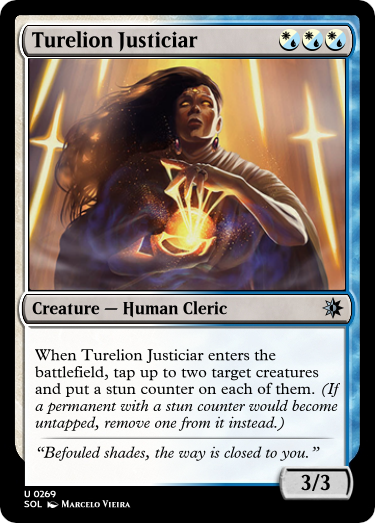 Turelion Justiciar
Creature — Human Cleric
When Turelion Justiciar enters the
battlefield, tap up to two target creatures
and put a stun counter on each of them. (If
a permanent with a stun counter would become
untapped, remove one from it instead.)
“Befouled shades, the way is closed to you.”
3/3
U 0269
SOL Marcelo Vieira